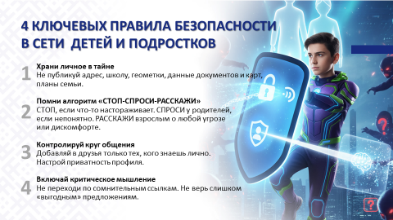 4 КЛЮЧЕВЫХ ПРАВИЛА БЕЗОПАСНОСТИ
В СЕТИ ДЕТЕЙ И ПОДРОСТКОВ
1
Храни личное в тайне
Не публикуй адрес, школу, геометки, данные документов и карт,
планы семьи.
2
Помни алгоритм «СТОП-СПРОСИ-РАССКАЖИ»
СТОП, если что-то настораживает. СПРОСИ у родителей,
если непонятно. РАССКАЖИ взрослым о любой угрозе
или дискомфорте.
3
Контролируй круг общения
Добавляй в друзья только тех, кого знаешь лично.
Настрой приватность профиля.
4
Включай критическое мышление
Не переходи по сомнительным ссылкам. Не верь слишком
«выгодным» предложениям.